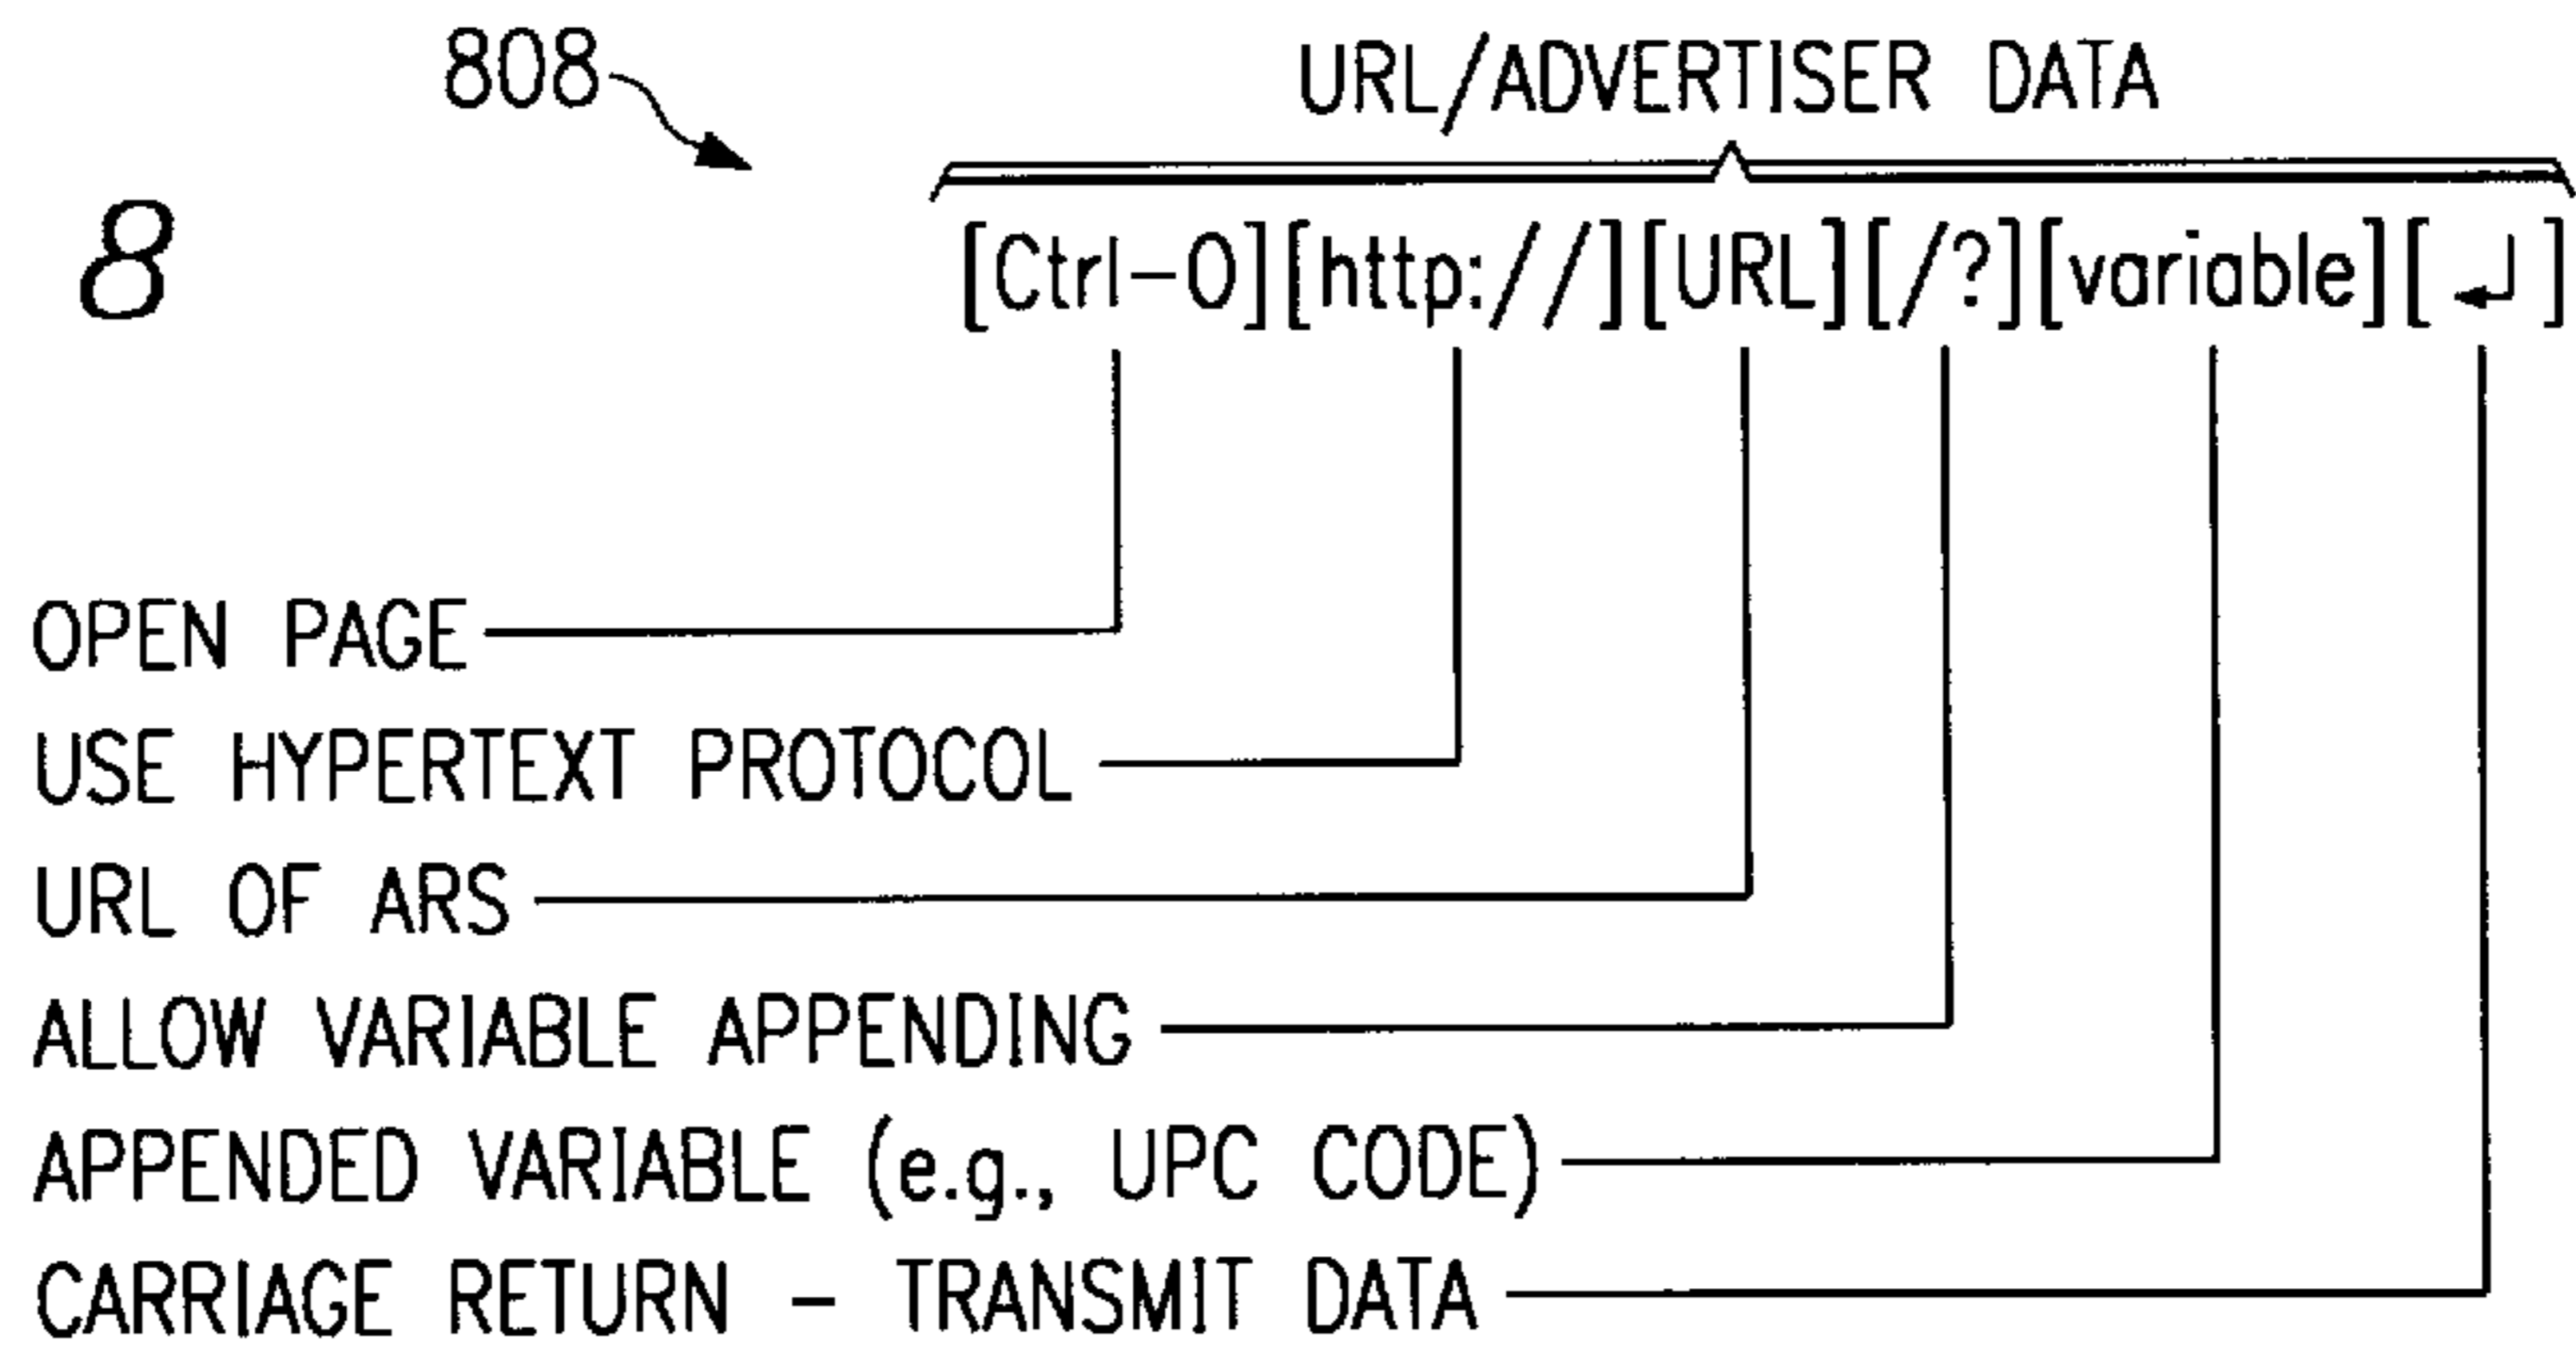 808
URL/ADVERTISER DATA
8
[Ctrl-O][http://][URL][/?][variable][↲]
OPEN PAGE
USE HYPERTEXT PROTOCOL
URL OF ARS
ALLOW VARIABLE APPENDING
APPENDED VARIABLE (e.g., UPC CODE)
CARRIAGE RETURN - TRANSMIT DATA